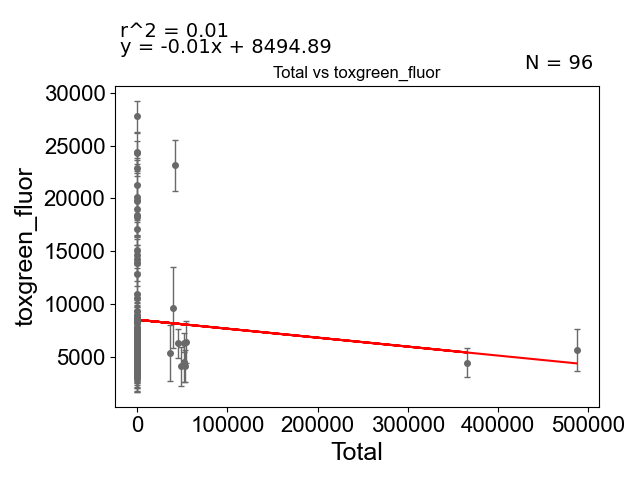 r^2 = 0.01
y = -0.01x + 8494.89
N = 96
Total vs toxgreen_fluor
30000
25000
20000
15000
10000
5000
toxgreen_fluor
0
100000
200000
300000
400000
500000
Total